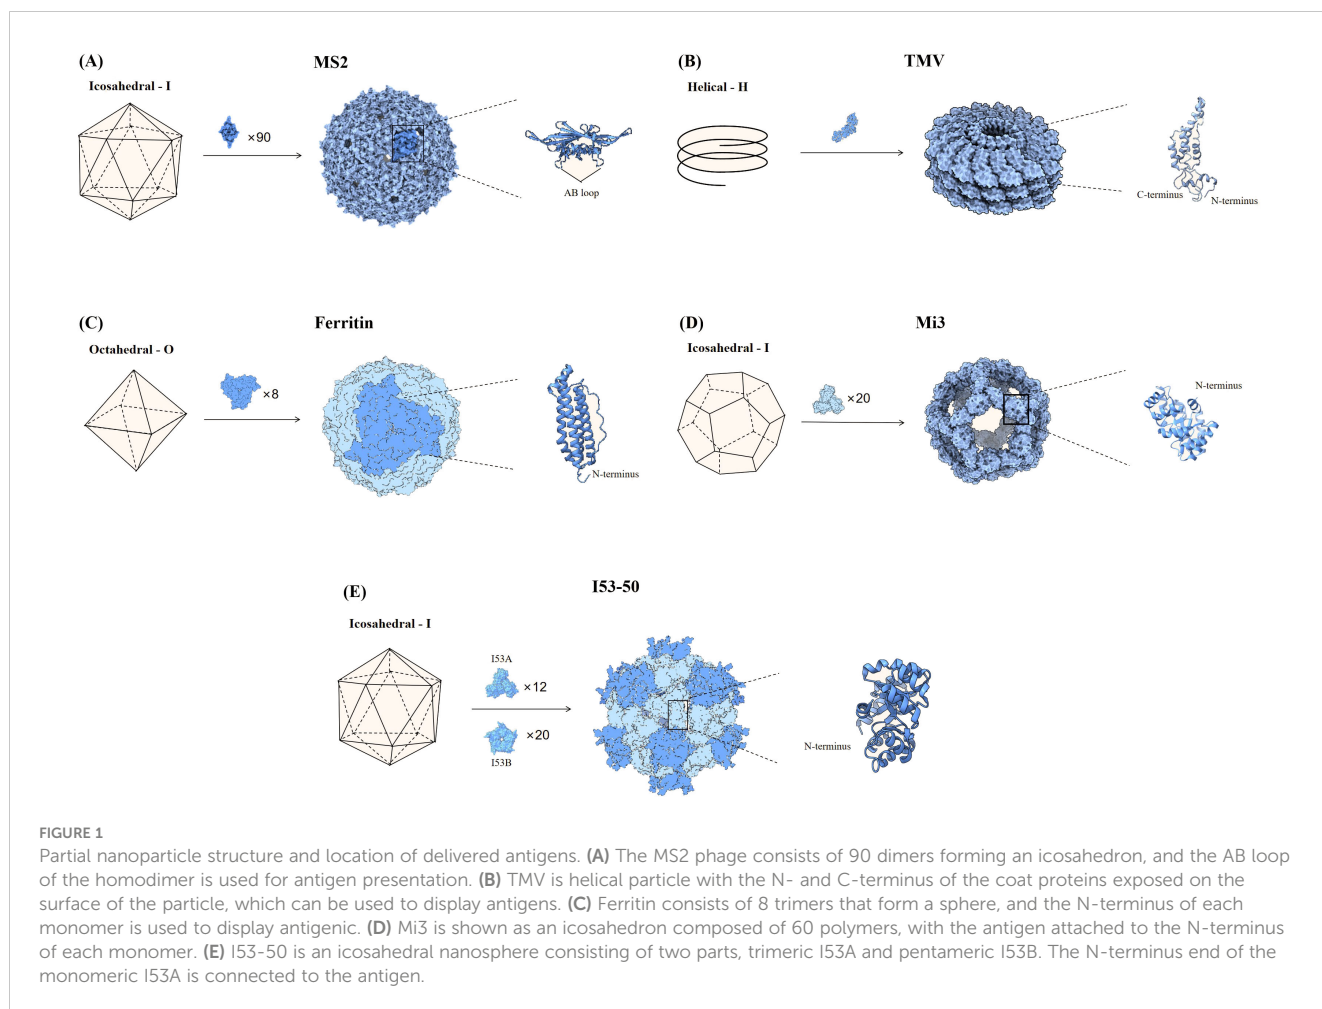 (A)
MS2
Icosahedral - I
×90
AB loop
(B)
TMV
Helical - H
C-terminus
N-terminus
(C)
Ferritin
Octahedral - O
×8
N-terminus
(D)
Mi3
Icosahedral - I
×20
N-terminus
(E)
I53-50
Icosahedral - I
I53A
×12
×20
I53B
N-terminus
FIGURE 1
Partial nanoparticle structure and location of delivered antigens. (A) The MS2 phage consists of 90 dimers forming an icosahedron, and the AB loop
of the homodimer is used for antigen presentation. (B) TMV is helical particle with the N- and C-terminus of the coat proteins exposed on the
surface of the particle, which can be used to display antigens. (C) Ferritin consists of 8 trimers that form a sphere, and the N-terminus of each
monomer is used to display antigenic. (D) Mi3 is shown as an icosahedron composed of 60 polymers, with the antigen attached to the N-terminus
of each monomer. (E) I53-50 is an icosahedral nanosphere consisting of two parts, trimeric I53A and pentameric I53B. The N-terminus end of the
monomeric I53A is connected to the antigen.